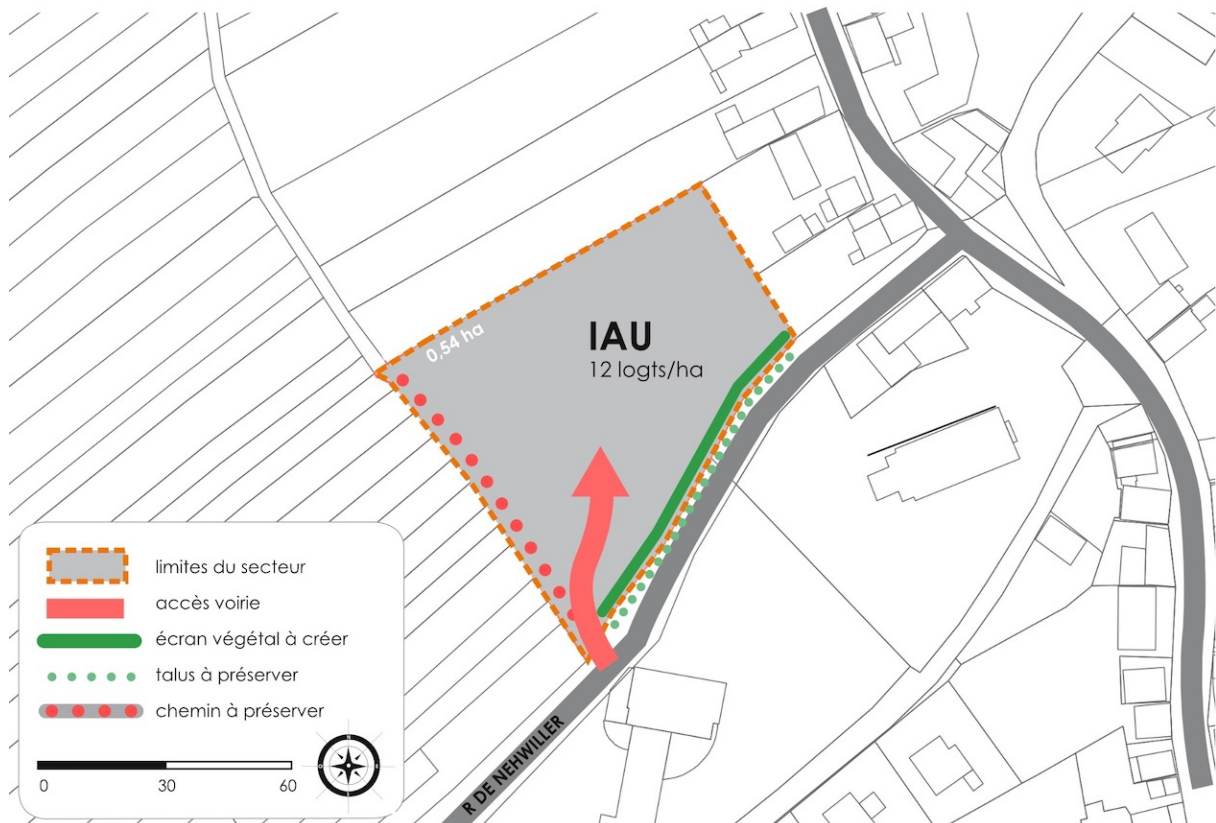 0,54 ha
IAU
12 logts/ha
limites du secteur
accès voirie
écran végétal à créer
talus à préserver
chemin à préserver
0 30 60
R DE NEHWILLER